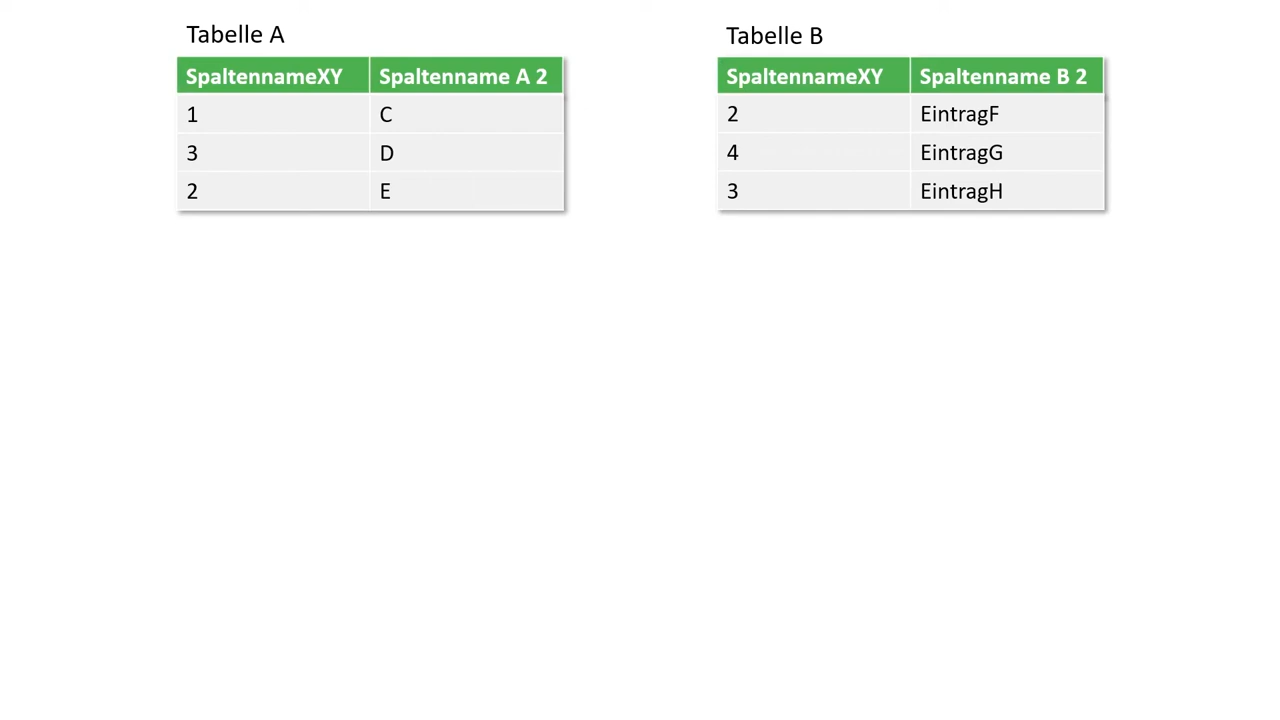 Tabelle A
SpaltennameXY Spaltenname A 2
1 C
3 D
2 E
Tabelle B
SpaltennameXY Spaltenname B 2
2 EintragF
4 EintragG
3 EintragH